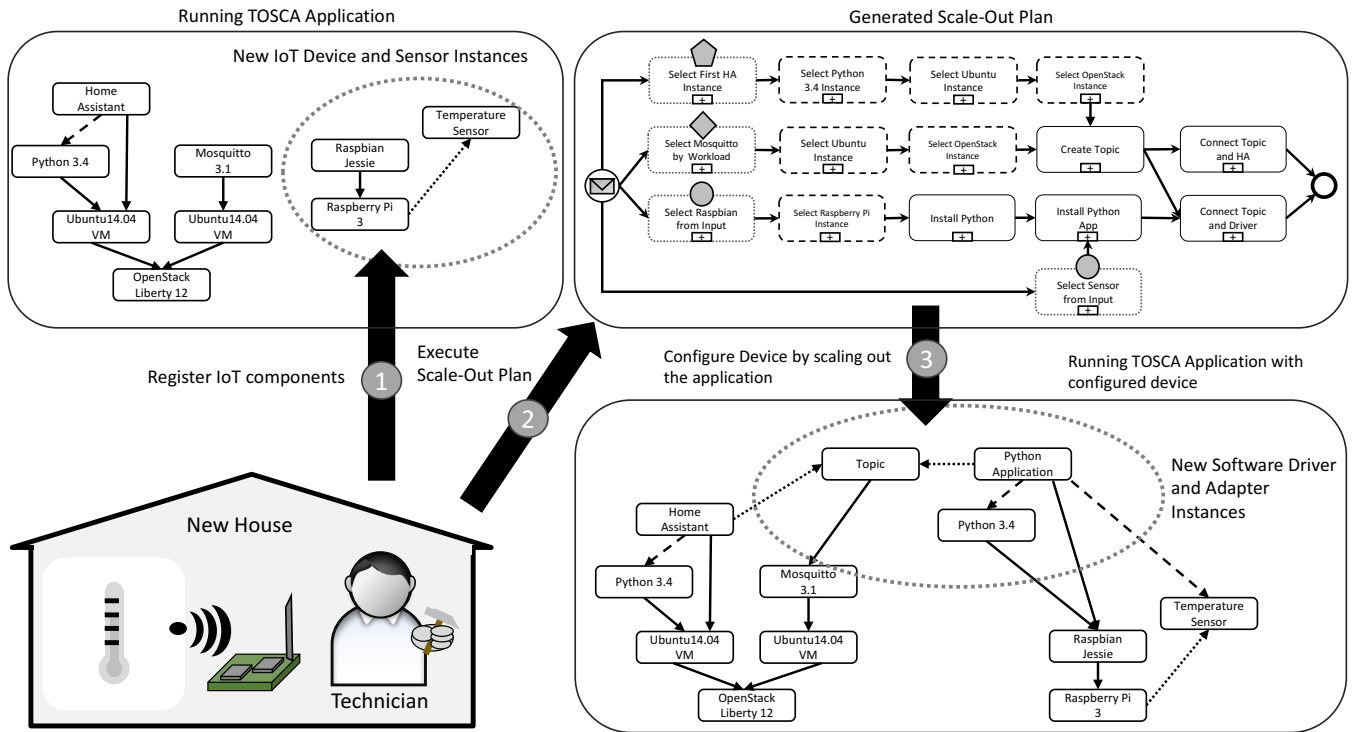 Running TOSCA Application
New IoT Device and Sensor Instances
Home
Assistant
Python 3.4
Mosquitto
3.1
Ubuntu14.04
VM
Ubuntu14.04
VM
OpenStack
Liberty 12
Raspbian
Jessie
Raspberry Pi
3
Temperature
Sensor
Generated Scale-Out Plan
Select First HA
Instance
+
Select Python
3.4 Instance
+
Select Ubuntu
Instance
+
Select OpenStack
Instance
+
Select Mosquitto
by Workload
+
Select Ubuntu
Instance
+
Select OpenStack
Instance
+
Create Topic
+
Connect Topic
and HA
+
Select Raspbian
from Input
+
Select Raspberry Pi
Instance
+
Install Python
+
Install Python
App
+
Connect Topic
and Driver
+
Select Sensor
from Input
+
Register IoT components
1
Execute
Scale-Out Plan
2
Configure Device by scaling out
the application
3
Running TOSCA Application with
configured device
New House
Technician
Topic
Python
Application
New Software Driver
and Adapter
Instances
Home
Assistant
Python 3.4
Python 3.4
Mosquitto
3.1
Temperature
Sensor
Ubuntu14.04
VM
Ubuntu14.04
VM
Raspbian
Jessie
OpenStack
Liberty 12
Raspberry Pi
3